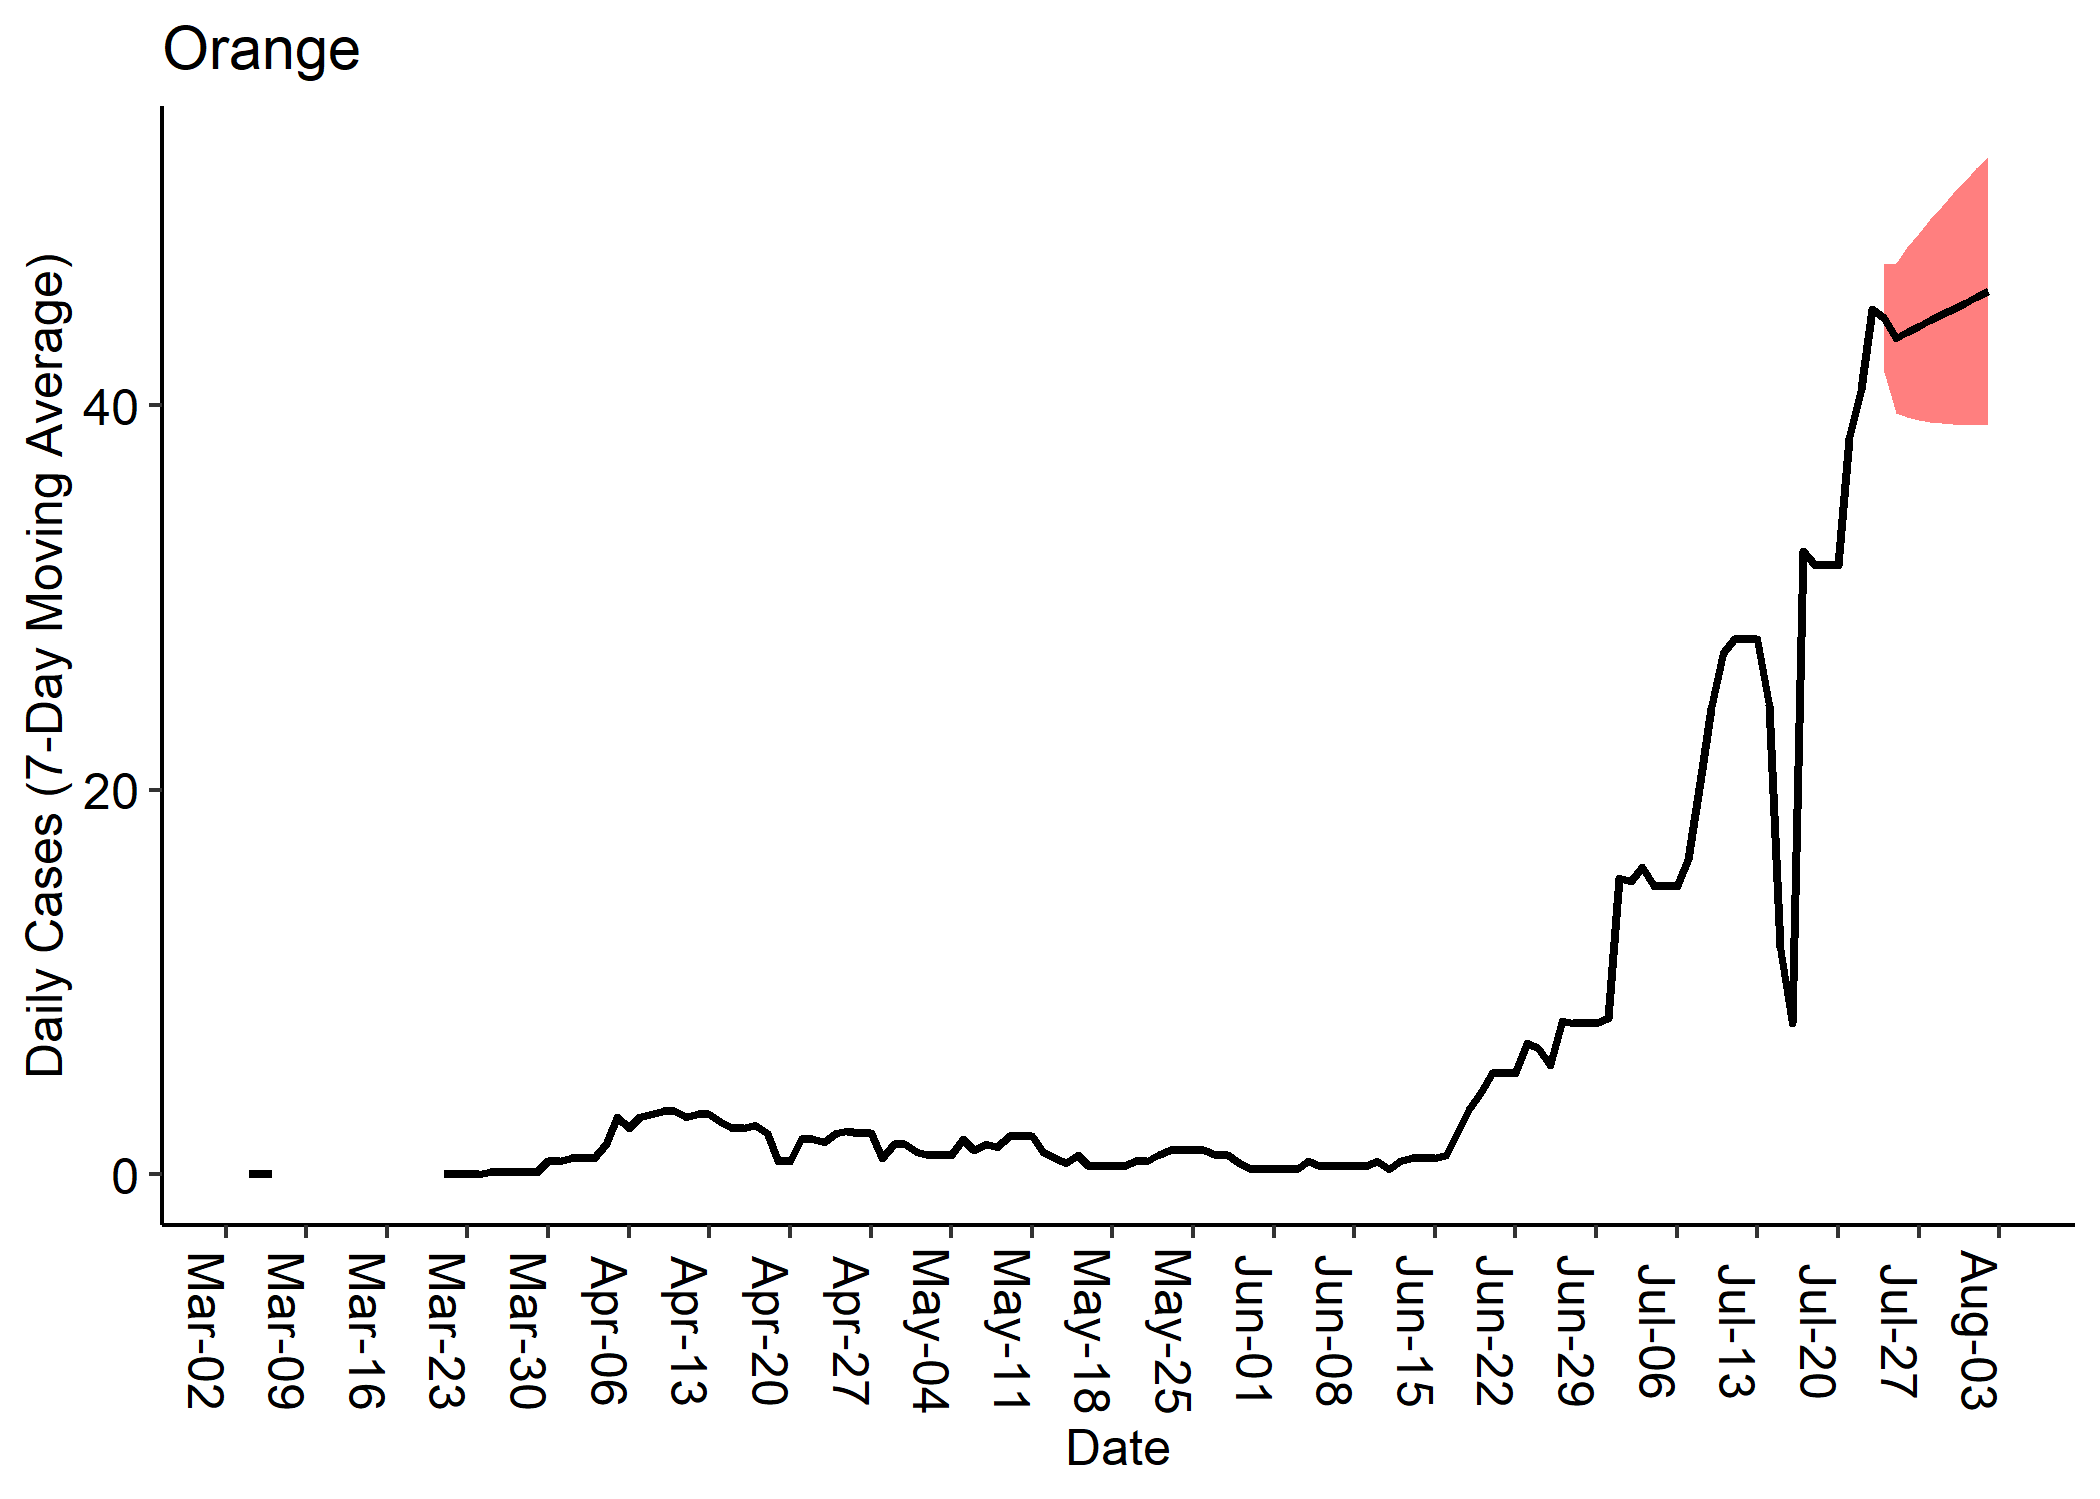 Orange
Daily Cases (7-Day Moving Average)
40
20
0
Mar-02
Mar-09
Mar-16
Mar-23
Mar-30
Apr-06
Apr-13
Apr-20
Apr-27
May-04
May-11
May-18
May-25
Jun-01
Jun-08
Jun-15
Jun-22
Jun-29
Jul-06
Jul-13
Jul-20
Jul-27
Aug-03
Date